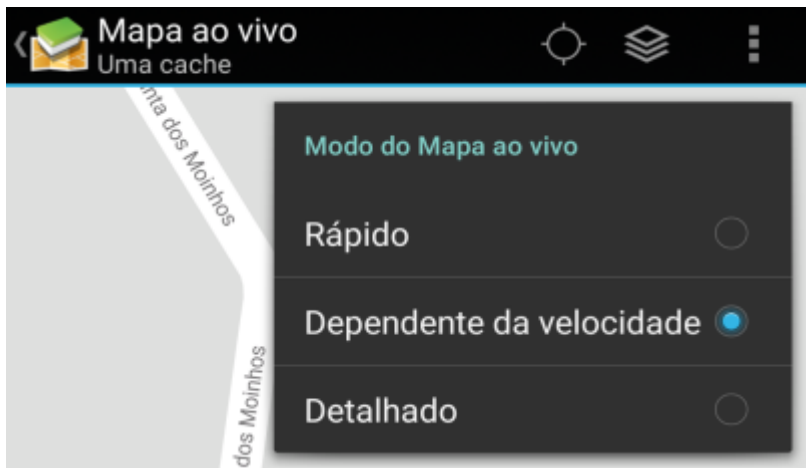 Mapa ao vivo
Uma cache
nta dos Moinhos
Modo do Mapa ao vivo
Rápido
Dependente da velocidade
dos Moinhos
Detalhado